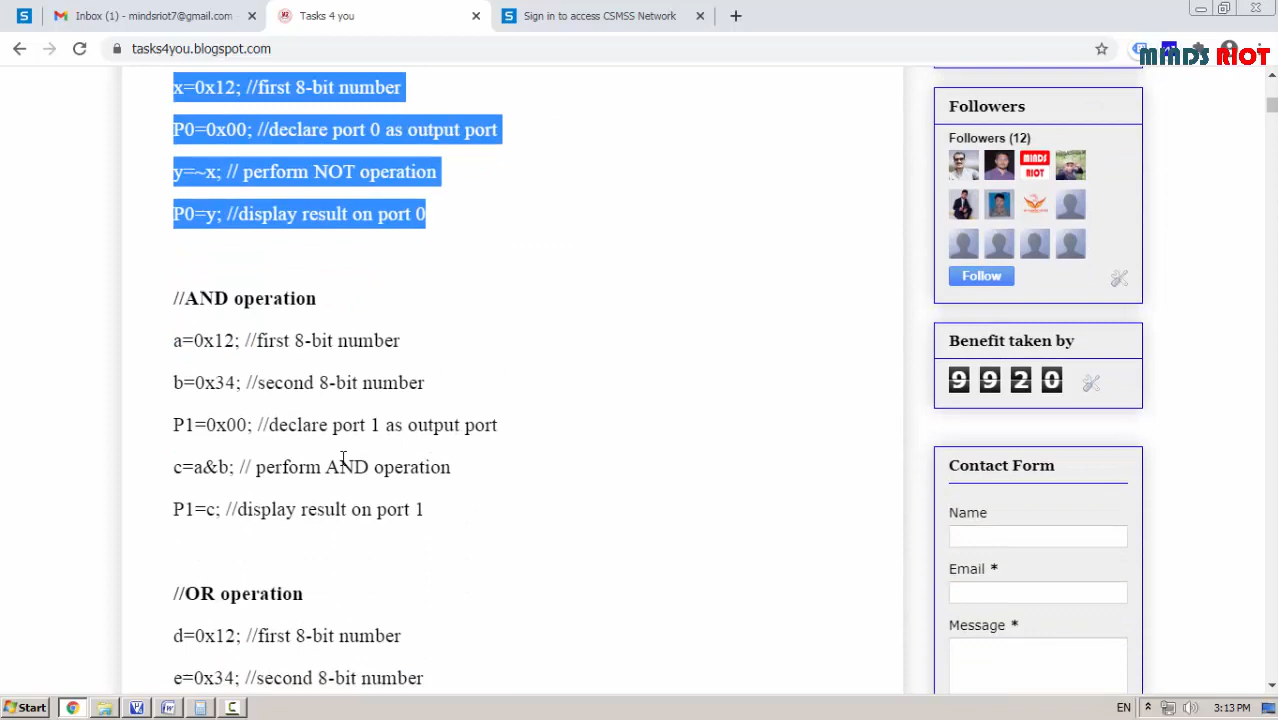 Inbox (1) - mindsriot7@gmail.com
Tasks 4 you
Sign in to access CSMSS Network
tasks4you.blogspot.com
MINDS RIOT
x=0x12; //first 8-bit number
P0=0x00; //declare port 0 as output port
y=~x; // perform NOT operation
P0=y; //display result on port 0
//AND operation
a=0x12; //first 8-bit number
b=0x34; //second 8-bit number
P1=0x00; //declare port 1 as output port
c=a&b; // perform AND operation
P1=c; //display result on port 1
//OR operation
d=0x12; //first 8-bit number
e=0x34; //second 8-bit number
Followers
Followers (12)
MINDS
RIOT
Follow
Benefit taken by
9920
Contact Form
Name
Email *
Message *
Start
EN
3:13 PM